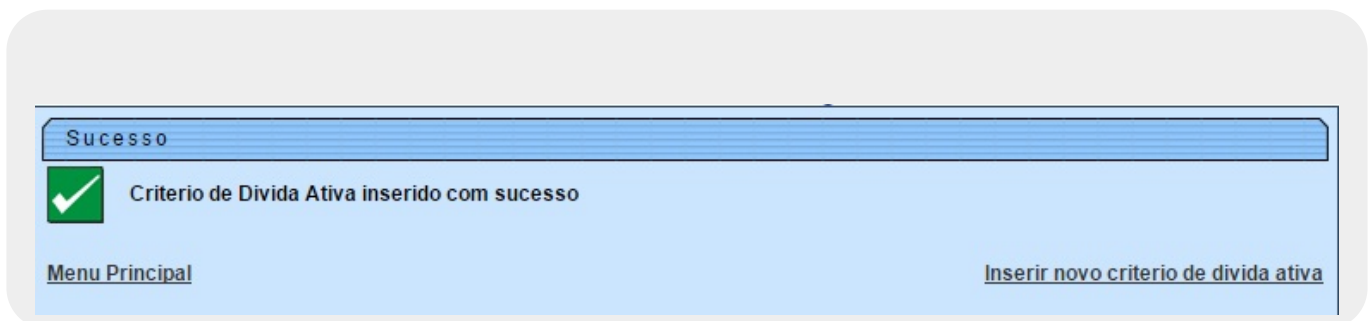 Sucesso
Criterio de Divida Ativa inserido com sucesso
Menu Principal
Inserir novo criterio de divida ativa